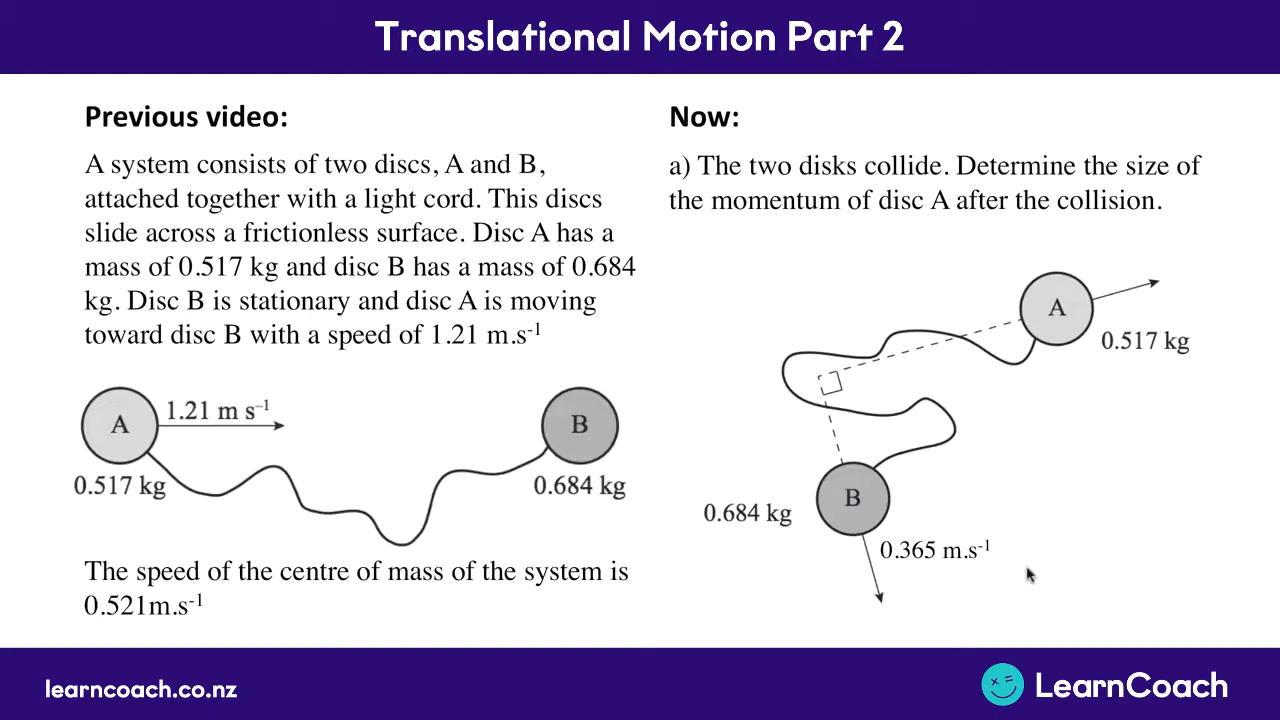 Translational Motion Part 2
Previous video:
A system consists of two discs, A and B,
attached together with a light cord. This discs
slide across a frictionless surface. Disc A has a
mass of 0.517 kg and disc B has a mass of 0.684
kg. Disc B is stationary and disc A is moving
toward disc B with a speed of 1.21 m.s⁻¹
A
1.21 m s⁻¹
B
0.517 kg
0.684 kg
The speed of the centre of mass of the system is
0.521m.s⁻¹
Now:
a) The two disks collide. Determine the size of
the momentum of disc A after the collision.
A
0.517 kg
B
0.684 kg
0.365 m.s⁻¹
learncoach.co.nz
LearnCoach